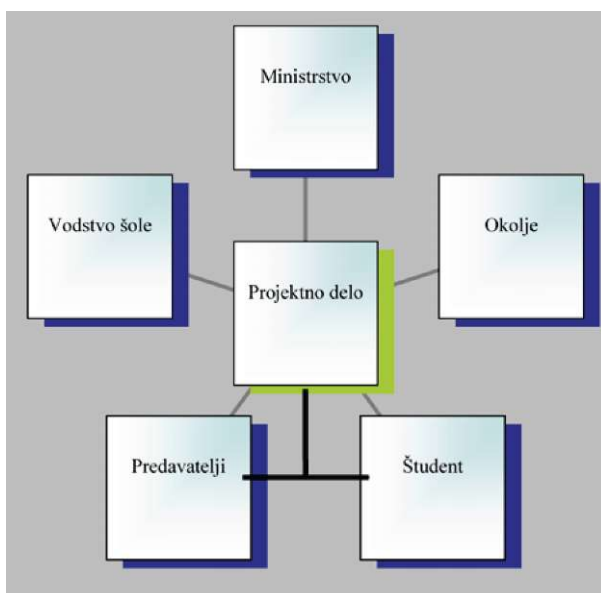 Ministrstvo
Vodstvo šole
Okolje
Projektno delo
Predavatelji
Študent